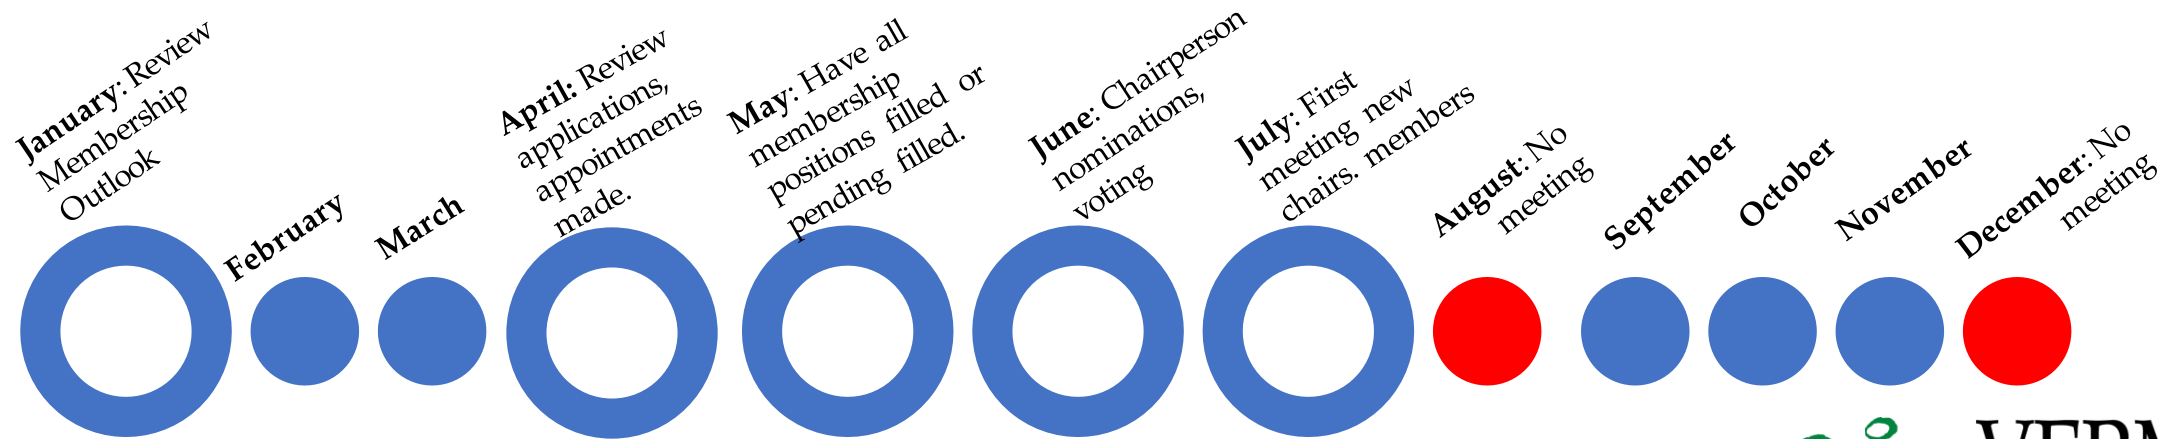 January: Review
Membership
Outlook
February
March
April: Review
applications,
appointments
made.
May: Have all
membership
positions filled or
pending filled.
June: Chairperson
nominations,
voting
July: First
meeting new
chairs. members
August: No
meeting
September
October
November
December: No
meeting